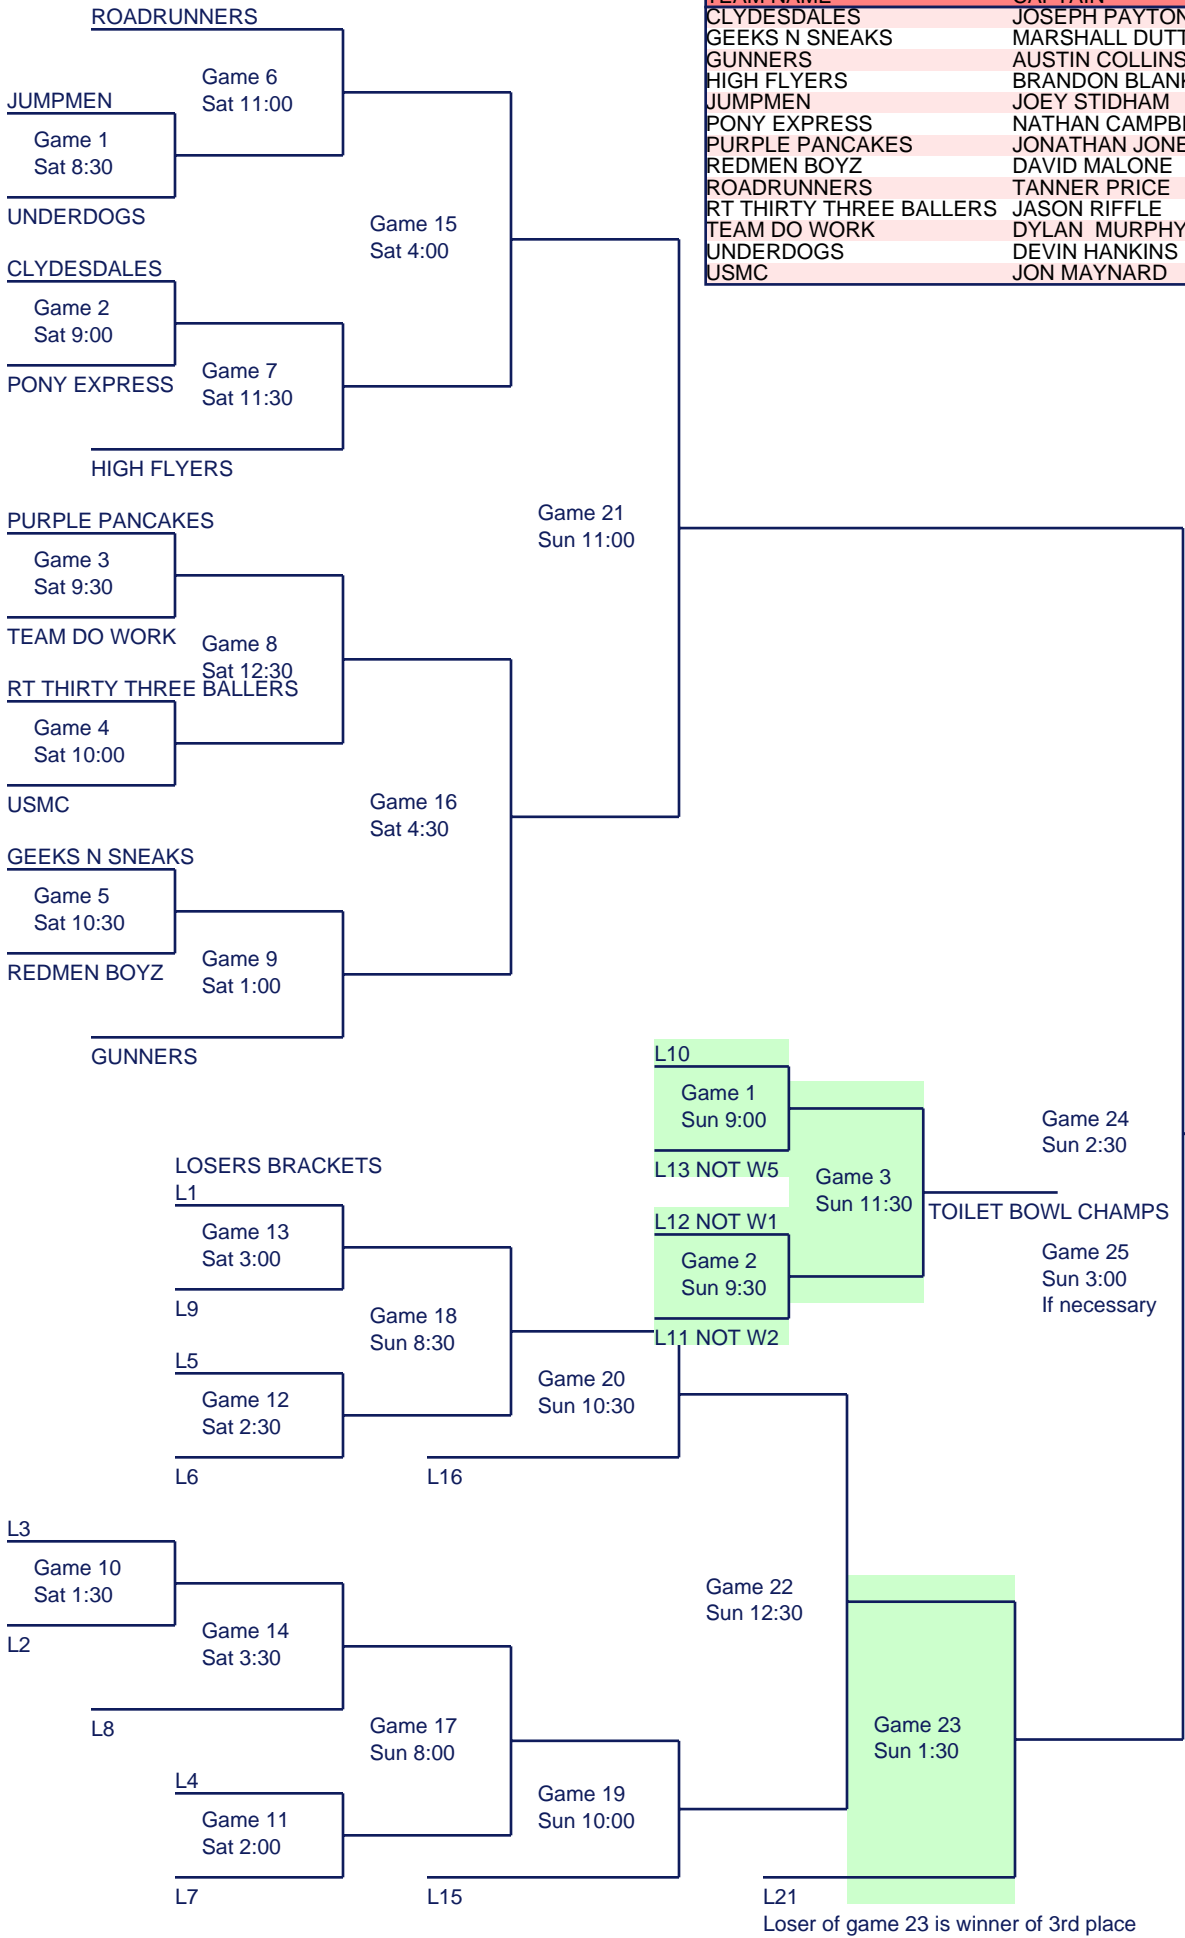 ROADRUNNERS
Game 6
Sat 11:00
JUMPMEN
Game 1
Sat 8:30
UNDERDOGS
Game 15
Sat 4:00
CLYDESDALES
Game 2
Sat 9:00
PONY EXPRESS
Game 7
Sat 11:30
HIGH FLYERS
TEAM NAME CAPTAIN
CLYDESDALES JOSEPH PAYTON
GEEKS N SNEAKS MARSHALL DUTT
GUNNERS AUSTIN COLLINS
HIGH FLYERS BRANDON BLANK
JUMPMEN JOEY STIDHAM
PONY EXPRESS NATHAN CAMPBE
PURPLE PANCAKES JONATHAN JONE
REDMEN BOYZ DAVID MALONE
ROADRUNNERS TANNER PRICE
RT THIRTY THREE BALLERS JASON RIFFLE
TEAM DO WORK DYLAN MURPHY
UNDERDOGS DEVIN HANKINS
USMC JON MAYNARD
PURPLE PANCAKES
Game 3
Sat 9:30
TEAM DO WORK
Game 21
Sun 11:00
Game 8
Sat 12:30
RT THIRTY THREE BALLERS
Game 4
Sat 10:00
USMC
Game 16
Sat 4:30
GEEKS N SNEAKS
Game 5
Sat 10:30
REDMEN BOYZ
Game 9
Sat 1:00
GUNNERS
L10
Game 1
Sun 9:00
L13 NOT W5
Game 3
Sun 11:30
L12 NOT W1
Game 2
Sun 9:30
L11 NOT W2
TOILET BOWL CHAMPS
Game 24
Sun 2:30
Game 25
Sun 3:00
If necessary
LOSERS BRACKETS
L1
Game 13
Sat 3:00
L9
Game 18
Sun 8:30
L5
Game 12
Sat 2:30
L6
Game 20
Sun 10:30
L16
L3
Game 10
Sat 1:30
L2
Game 14
Sat 3:30
L8
Game 22
Sun 12:30
Game 17
Sun 8:00
L4
Game 11
Sat 2:00
L7
Game 19
Sun 10:00
L15
Game 23
Sun 1:30
L21
Loser of game 23 is winner of 3rd place